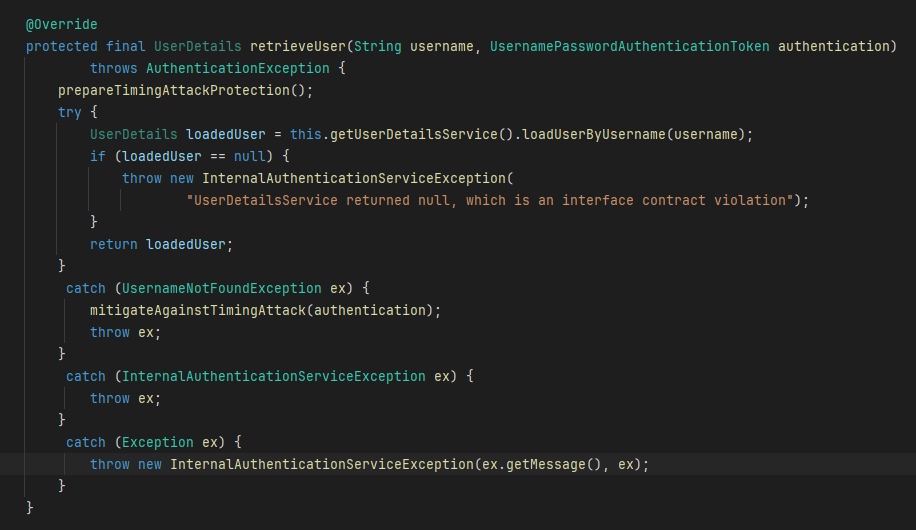 @Override
protected final UserDetails retrieveUser(String username, UsernamePasswordAuthenticationToken authentication)
throws AuthenticationException {
prepareTimingAttackProtection();
try {
UserDetails loadedUser = this.getUserDetailsService().loadUserByUsername(username);
if (loadedUser == null) {
throw new InternalAuthenticationServiceException(
"UserDetailsService returned null, which is an interface contract violation");
}
return loadedUser;
}
catch (UsernameNotFoundException ex) {
mitigateAgainstTimingAttack(authentication);
throw ex;
}
catch (InternalAuthenticationServiceException ex) {
throw ex;
}
catch (Exception ex) {
throw new InternalAuthenticationServiceException(ex.getMessage(), ex);
}
}